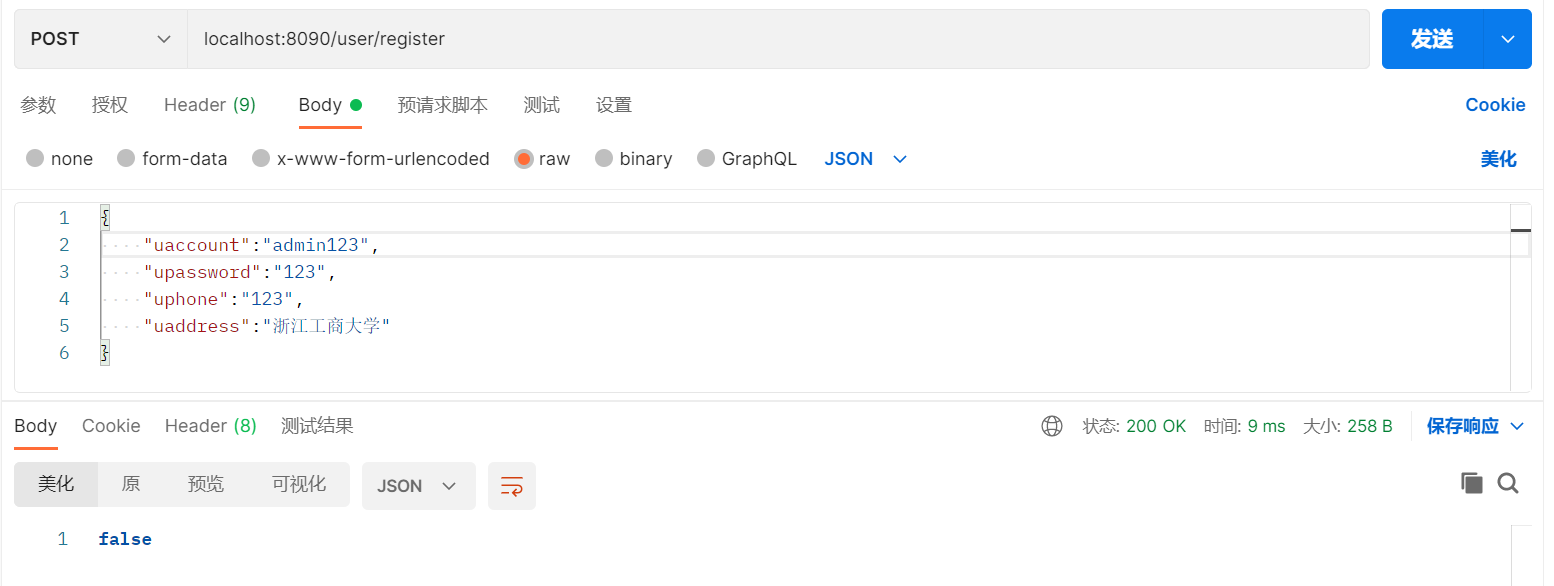 POST localhost:8090/user/register 发送
参数 授权 Header (9) Body 预请求脚本 测试 设置 Cookie
none form-data x-www-form-urlencoded raw binary GraphQL JSON 美化
1 {
2 "uaccount":"admin123",
3 "upassword":"123",
4 "uphone":"123",
5 "uaddress":"浙江工商大学"
6 }
Body Cookie Header (8) 测试结果 状态: 200 OK 时间: 9 ms 大小: 258 B 保存响应
美化 原 预览 可视化 JSON
1 false